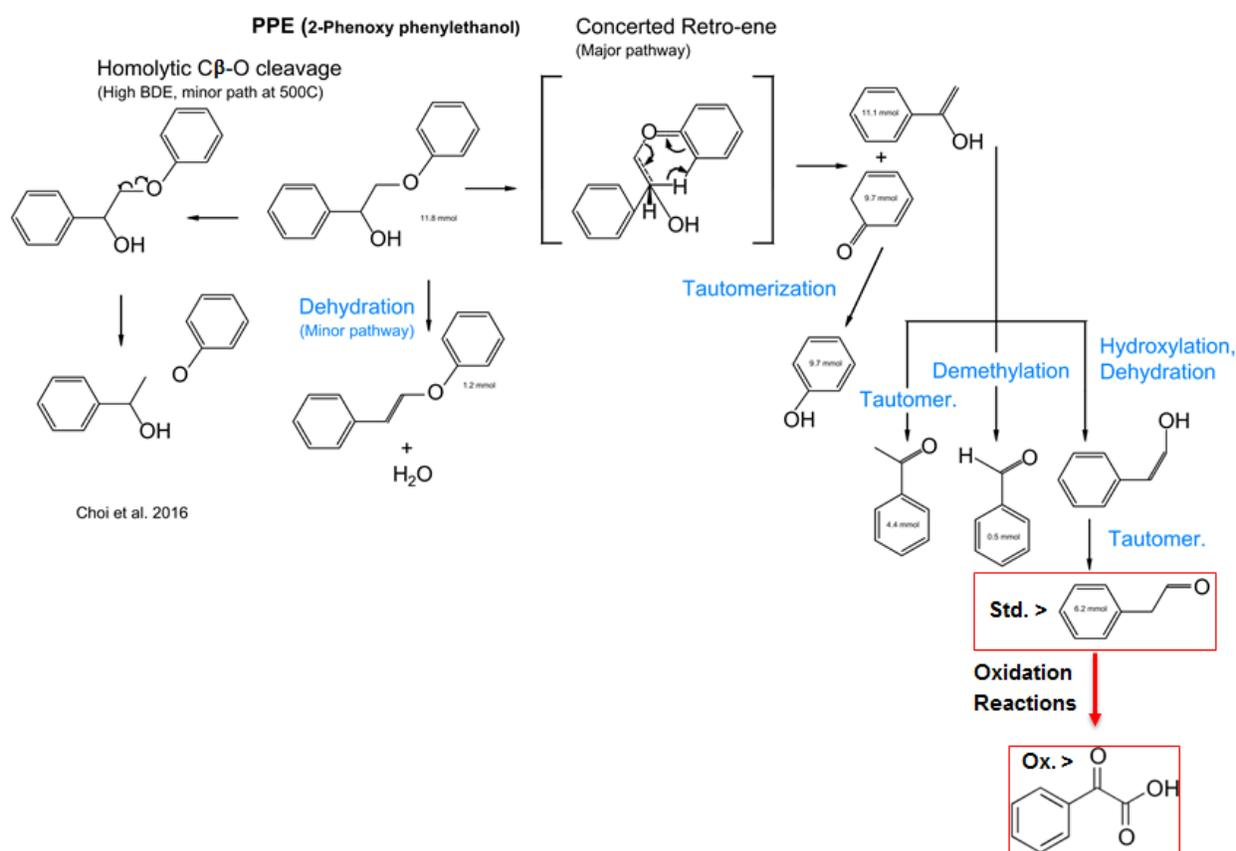 PPE (2-Phenoxy phenylethanol)
Concerted Retro-ene
(Major pathway)
Homolytic Cβ-O cleavage
(High BDE, minor path at 500C)
O
OH
O
OH
11.8 mmol
O
H
H
OH
11.1 mmol
OH
+
9.7 mmol
O
Dehydration
(Minor pathway)
Tautomerization
O
OH
O
1.2 mmol
+
H2O
9.7 mmol
OH
Tautomer.
Demethylation
Hydroxylation,
Dehydration
O
4.4 mmol
H
O
0.5 mmol
OH
Choi et al. 2016
Tautomer.
Std. >
6.2 mmol
O
Oxidation
Reactions
Ox. >
O
OH
O